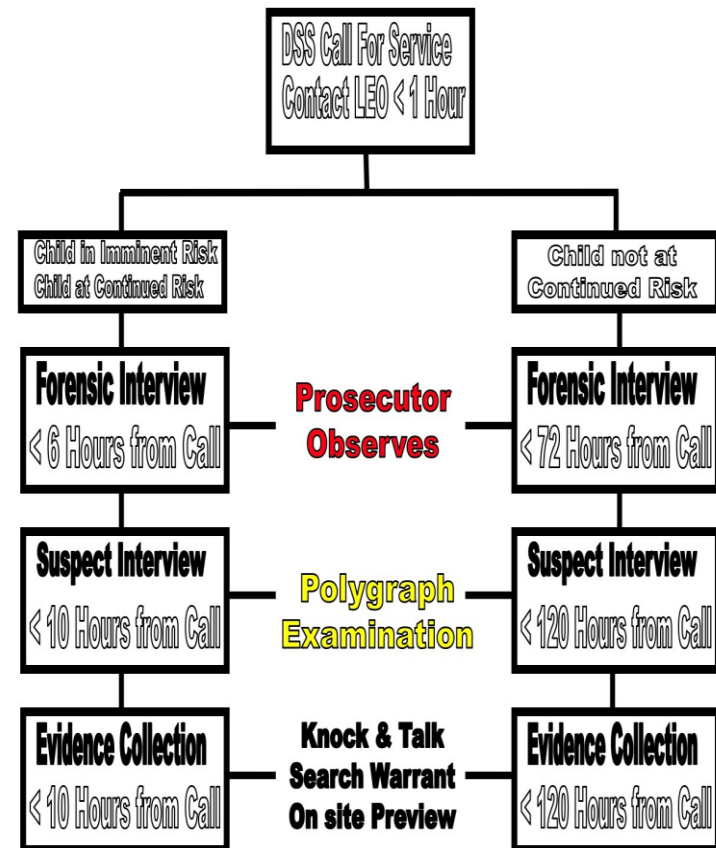 DSS Call For Service
Contact LEO < 1 Hour
Child in Imminent Risk
Child at Continued Risk
Child not at
Continued Risk
Forensic Interview
< 6 Hours from Call
Prosecutor
Observes
Forensic Interview
< 72 Hours from Call
Suspect Interview
< 10 Hours from Call
Polygraph
Examination
Suspect Interview
< 120 Hours from Call
Evidence Collection
< 10 Hours from Call
Knock & Talk
Search Warrant
On site Preview
Evidence Collection
< 120 Hours from Call